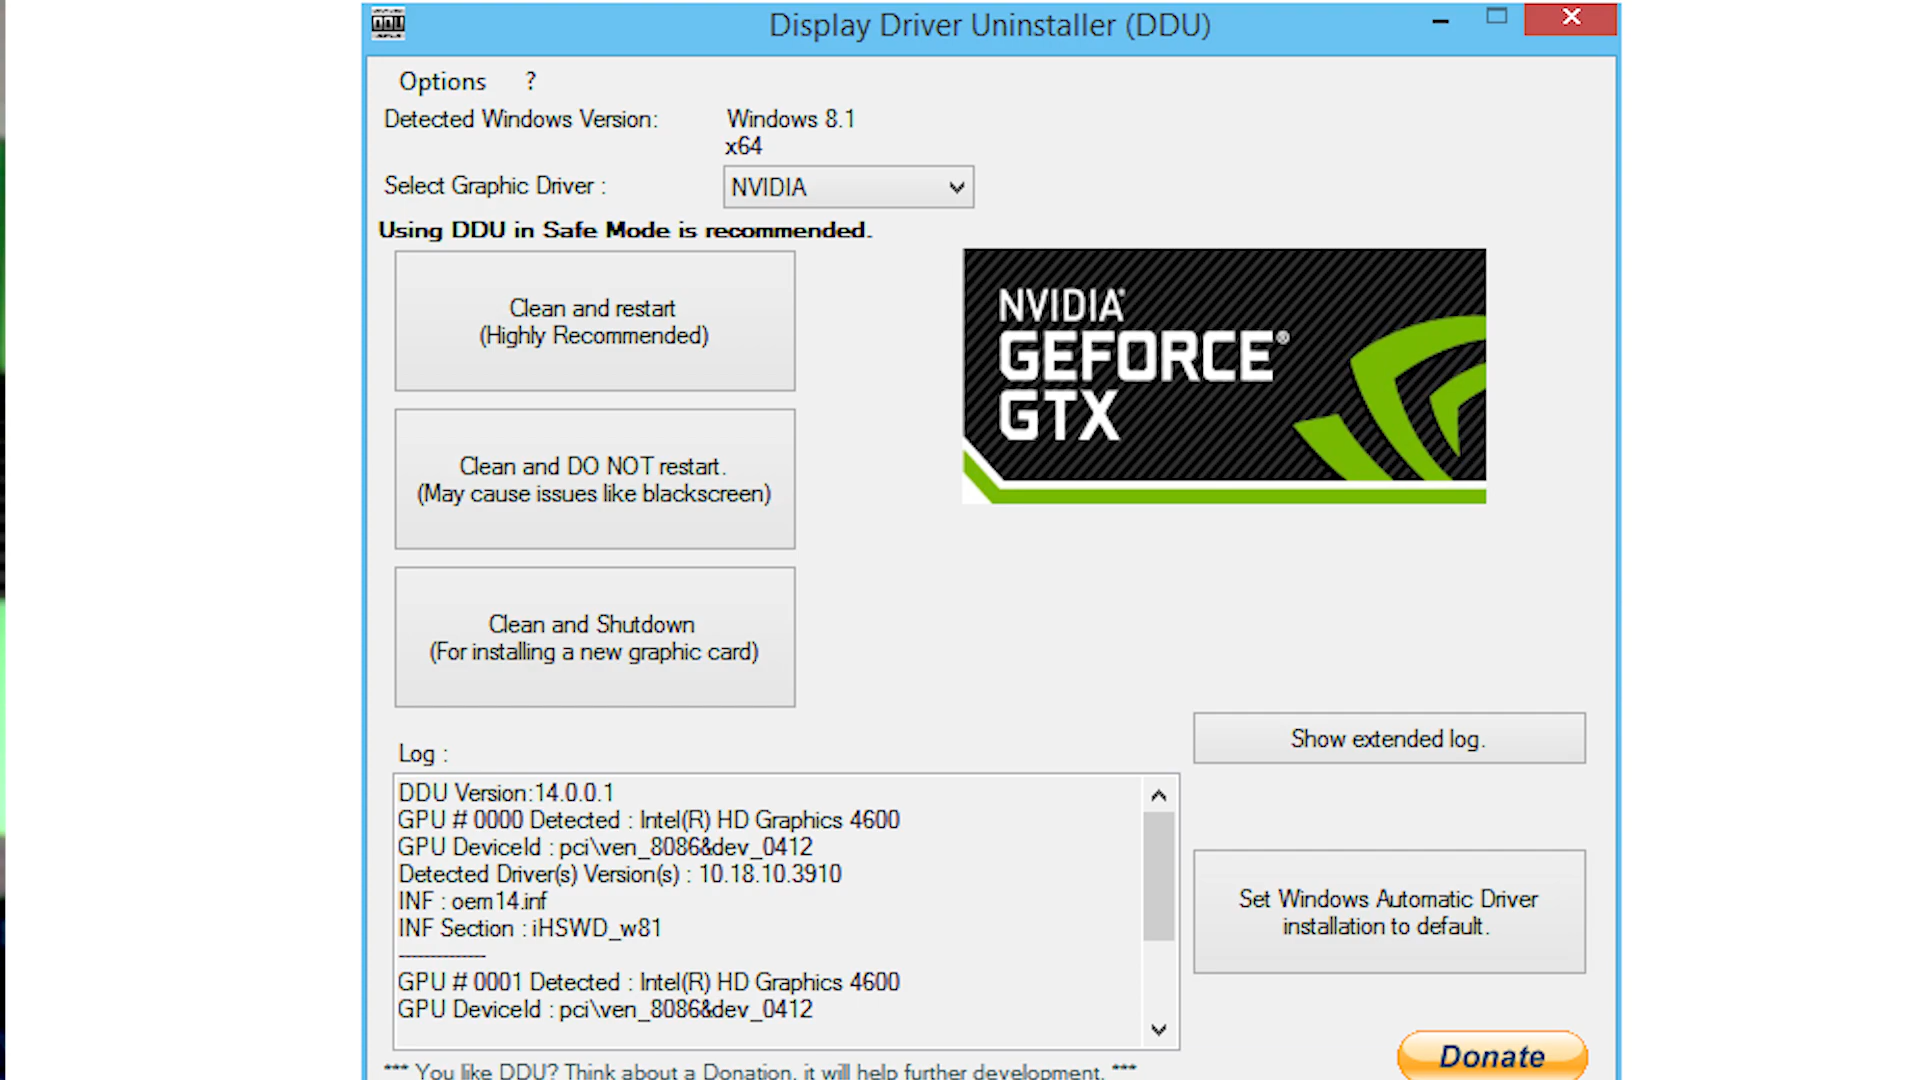 DDU
Display Driver Uninstaller (DDU)
Options ?
Detected Windows Version: Windows 8.1
x64
Select Graphic Driver : NVIDIA
Using DDU in Safe Mode is recommended.
Clean and restart
(Highly Recommended)
NVIDIA
GEFORCE®
GTX
Clean and DO NOT restart.
(May cause issues like blackscreen)
Clean and Shutdown
(For installing a new graphic card)
Show extended log.
Log :
DDU Version:14.0.0.1
GPU # 0000 Detected : Intel(R) HD Graphics 4600
GPU DeviceId : pci\ven_8086&dev_0412
Detected Driver(s) Version(s) : 10.18.10.3910
INF : oem14.inf
INF Section : iHSWD_w81
--------------
GPU # 0001 Detected : Intel(R) HD Graphics 4600
GPU DeviceId : pci\ven_8086&dev_0412
Set Windows Automatic Driver
installation to default.
Donate
*** You like DDU? Think about a Donation, it will help further development. ***